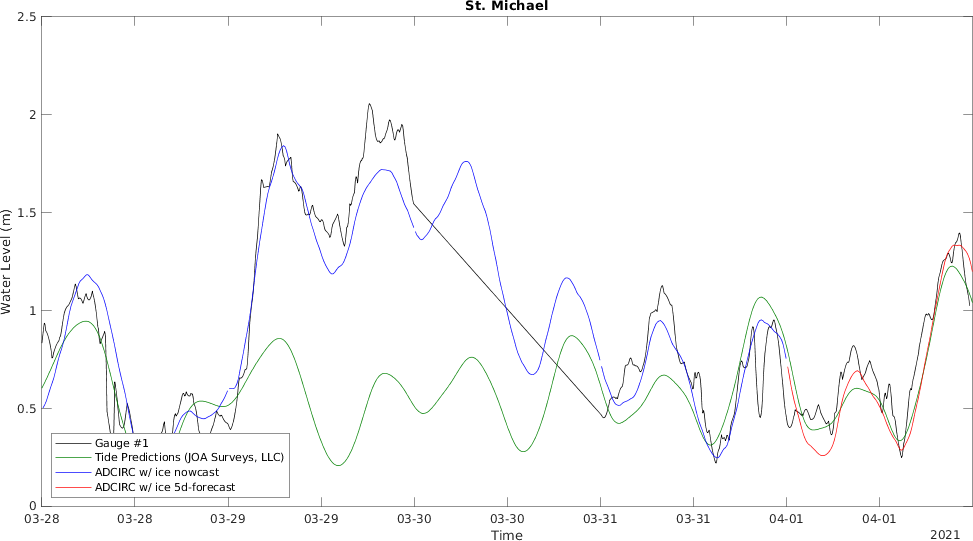 St. Michael
2.5
2
1.5
1
0.5
0
Water Level (m)
Gauge #1
Tide Predictions (JOA Surveys, LLC)
ADCIRC w/ ice nowcast
ADCIRC w/ ice 5d-forecast
03-28 03-28 03-29 03-29 03-30 03-30 03-31 03-31 04-01 04-01
Time
2021